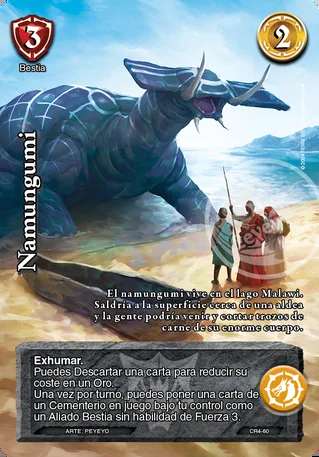 3
2
Bestia
Namungumi
El namungumi vive en el lago Malawi.
Saldría a la superficie cerca de una aldea
y la gente podría venir y cortar trozos de
carne de su enorme cuerpo.
Exhumar.
Puedes Descartar una carta para reducir su
coste en un Oro.
Una vez por turno, puedes poner una carta de
un Cementerio en juego bajo tu control como
un Aliado Bestia sin habilidad de Fuerza 3.
ARTE: PEYEYO
CR4-60